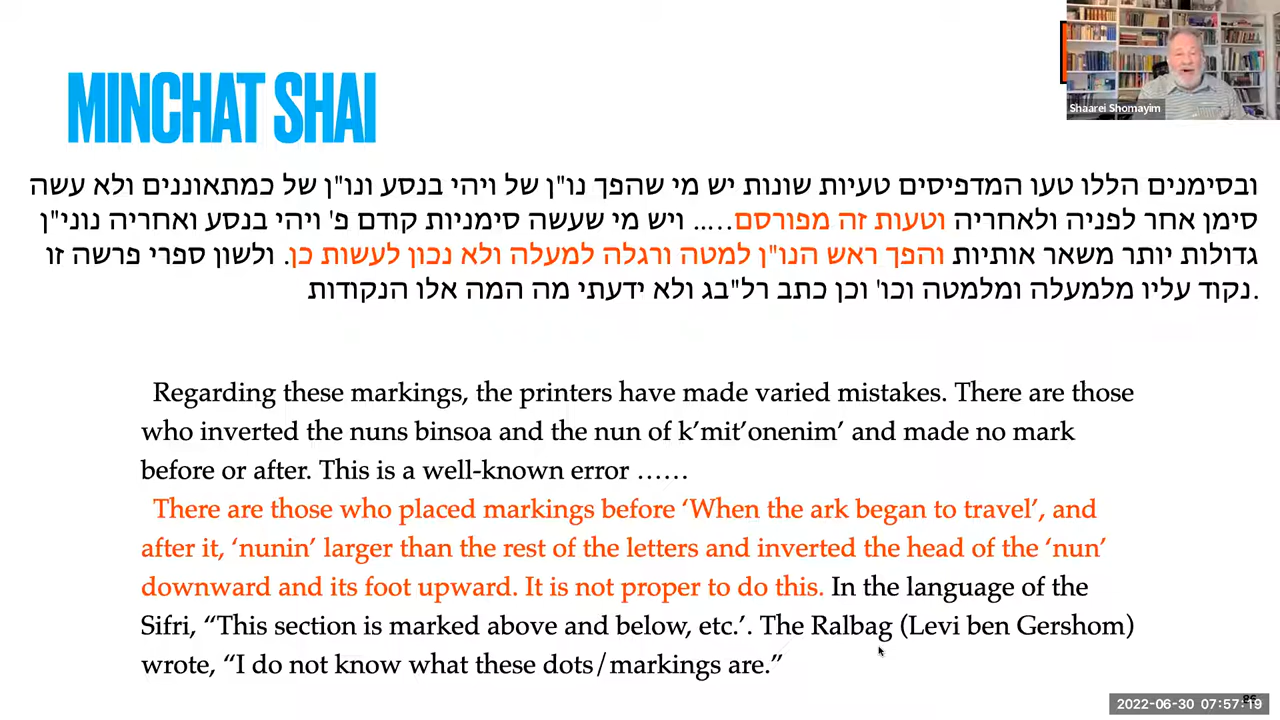 MINCHAT SHAI
Shaarei Shomayim
ובסימנים הללו טעו המדפיסים טעיות שונות יש מי שהפך נו"ן של ויהי בנסע ונו"ן של כמתאוננים ולא עשה
סימן אחר לפניה ולאחריה וטעות זה מפורסם..... ויש מי שעשה סימניות קודם פ' ויהי בנסע ואחריה נוני"ן
גדולות יותר משאר אותיות והפך ראש הנו"ן למטה ורגלה למעלה ולא נכון לעשות כן. ולשון ספרי פרשה זו
נקוד עליו מלמעלה ומלמטה וכו' וכן כתב רל"בג ולא ידעתי מה המה אלו הנקודות.
Regarding these markings, the printers have made varied mistakes. There are those
who inverted the nuns binsoa and the nun of k’mit’onenim’ and made no mark
before or after. This is a well-known error ……
There are those who placed markings before ‘When the ark began to travel’, and
after it, ‘nunin’ larger than the rest of the letters and inverted the head of the ‘nun’
downward and its foot upward. It is not proper to do this. In the language of the
Sifri, “This section is marked above and below, etc.’. The Ralbag (Levi ben Gershom)
wrote, “I do not know what these dots/markings are.”
2022-06-30 07:57:19